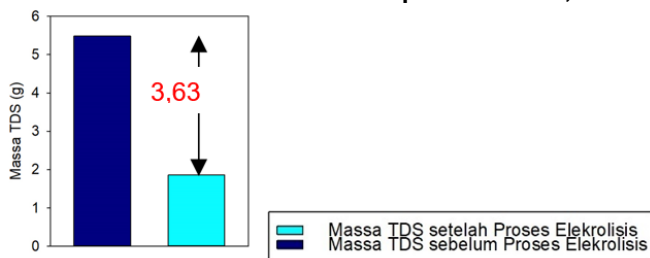 6
5
4
3
2
1
0
Massa TDS (g)
3,63
Massa TDS setelah Proses Elekrolisis
Massa TDS sebelum Proses Elekrolisis